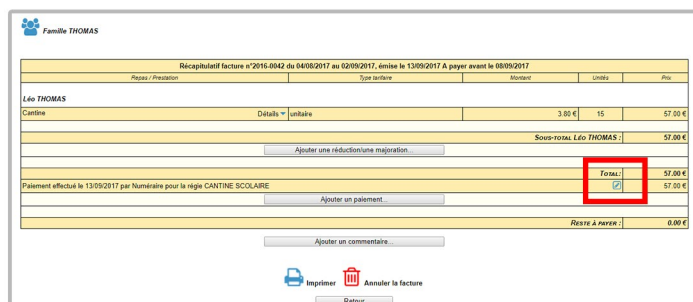 Famille THOMAS
Récapitulatif facture n°2016-0042 du 04/08/2017 au 02/09/2017, émise le 13/09/2017 A payer avant le 08/09/2017
Repas / Prestation Type tarifaire Montant Unités Prix
Léo THOMAS
Cantine Détails unitaire 3.80 € 15 57.00 €
SOUS-TOTAL LÉO THOMAS : 57.00 €
Ajouter une réduction/une majoration...
TOTAL: 57.00 €
Paiement effectué le 13/09/2017 par Numéraire pour la régie CANTINE SCOLAIRE 57.00 €
Ajouter un paiement...
RESTE À PAYER : 0.00 €
Ajouter un commentaire...
Imprimer Annuler la facture
Retour